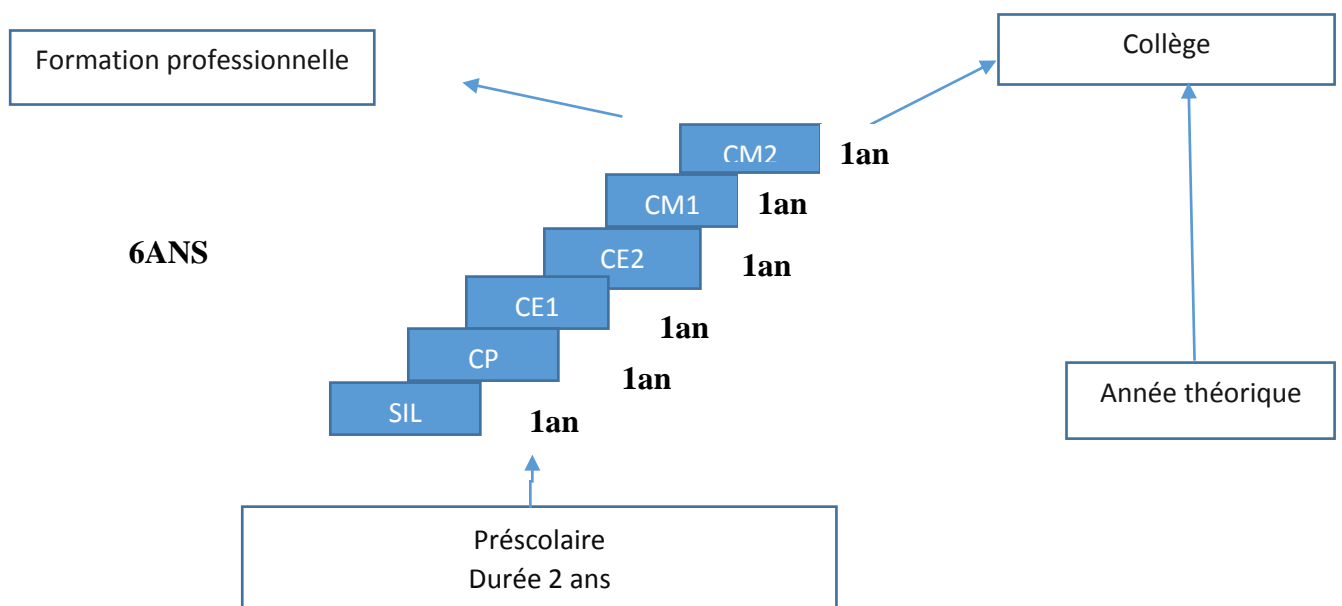 Formation professionnelle
Collège
CM2 1an
CM1 1an
6ANS
CE2 1an
CE1 1an
CP 1an
Année théorique
SIL 1an
Préscolaire
Durée 2 ans